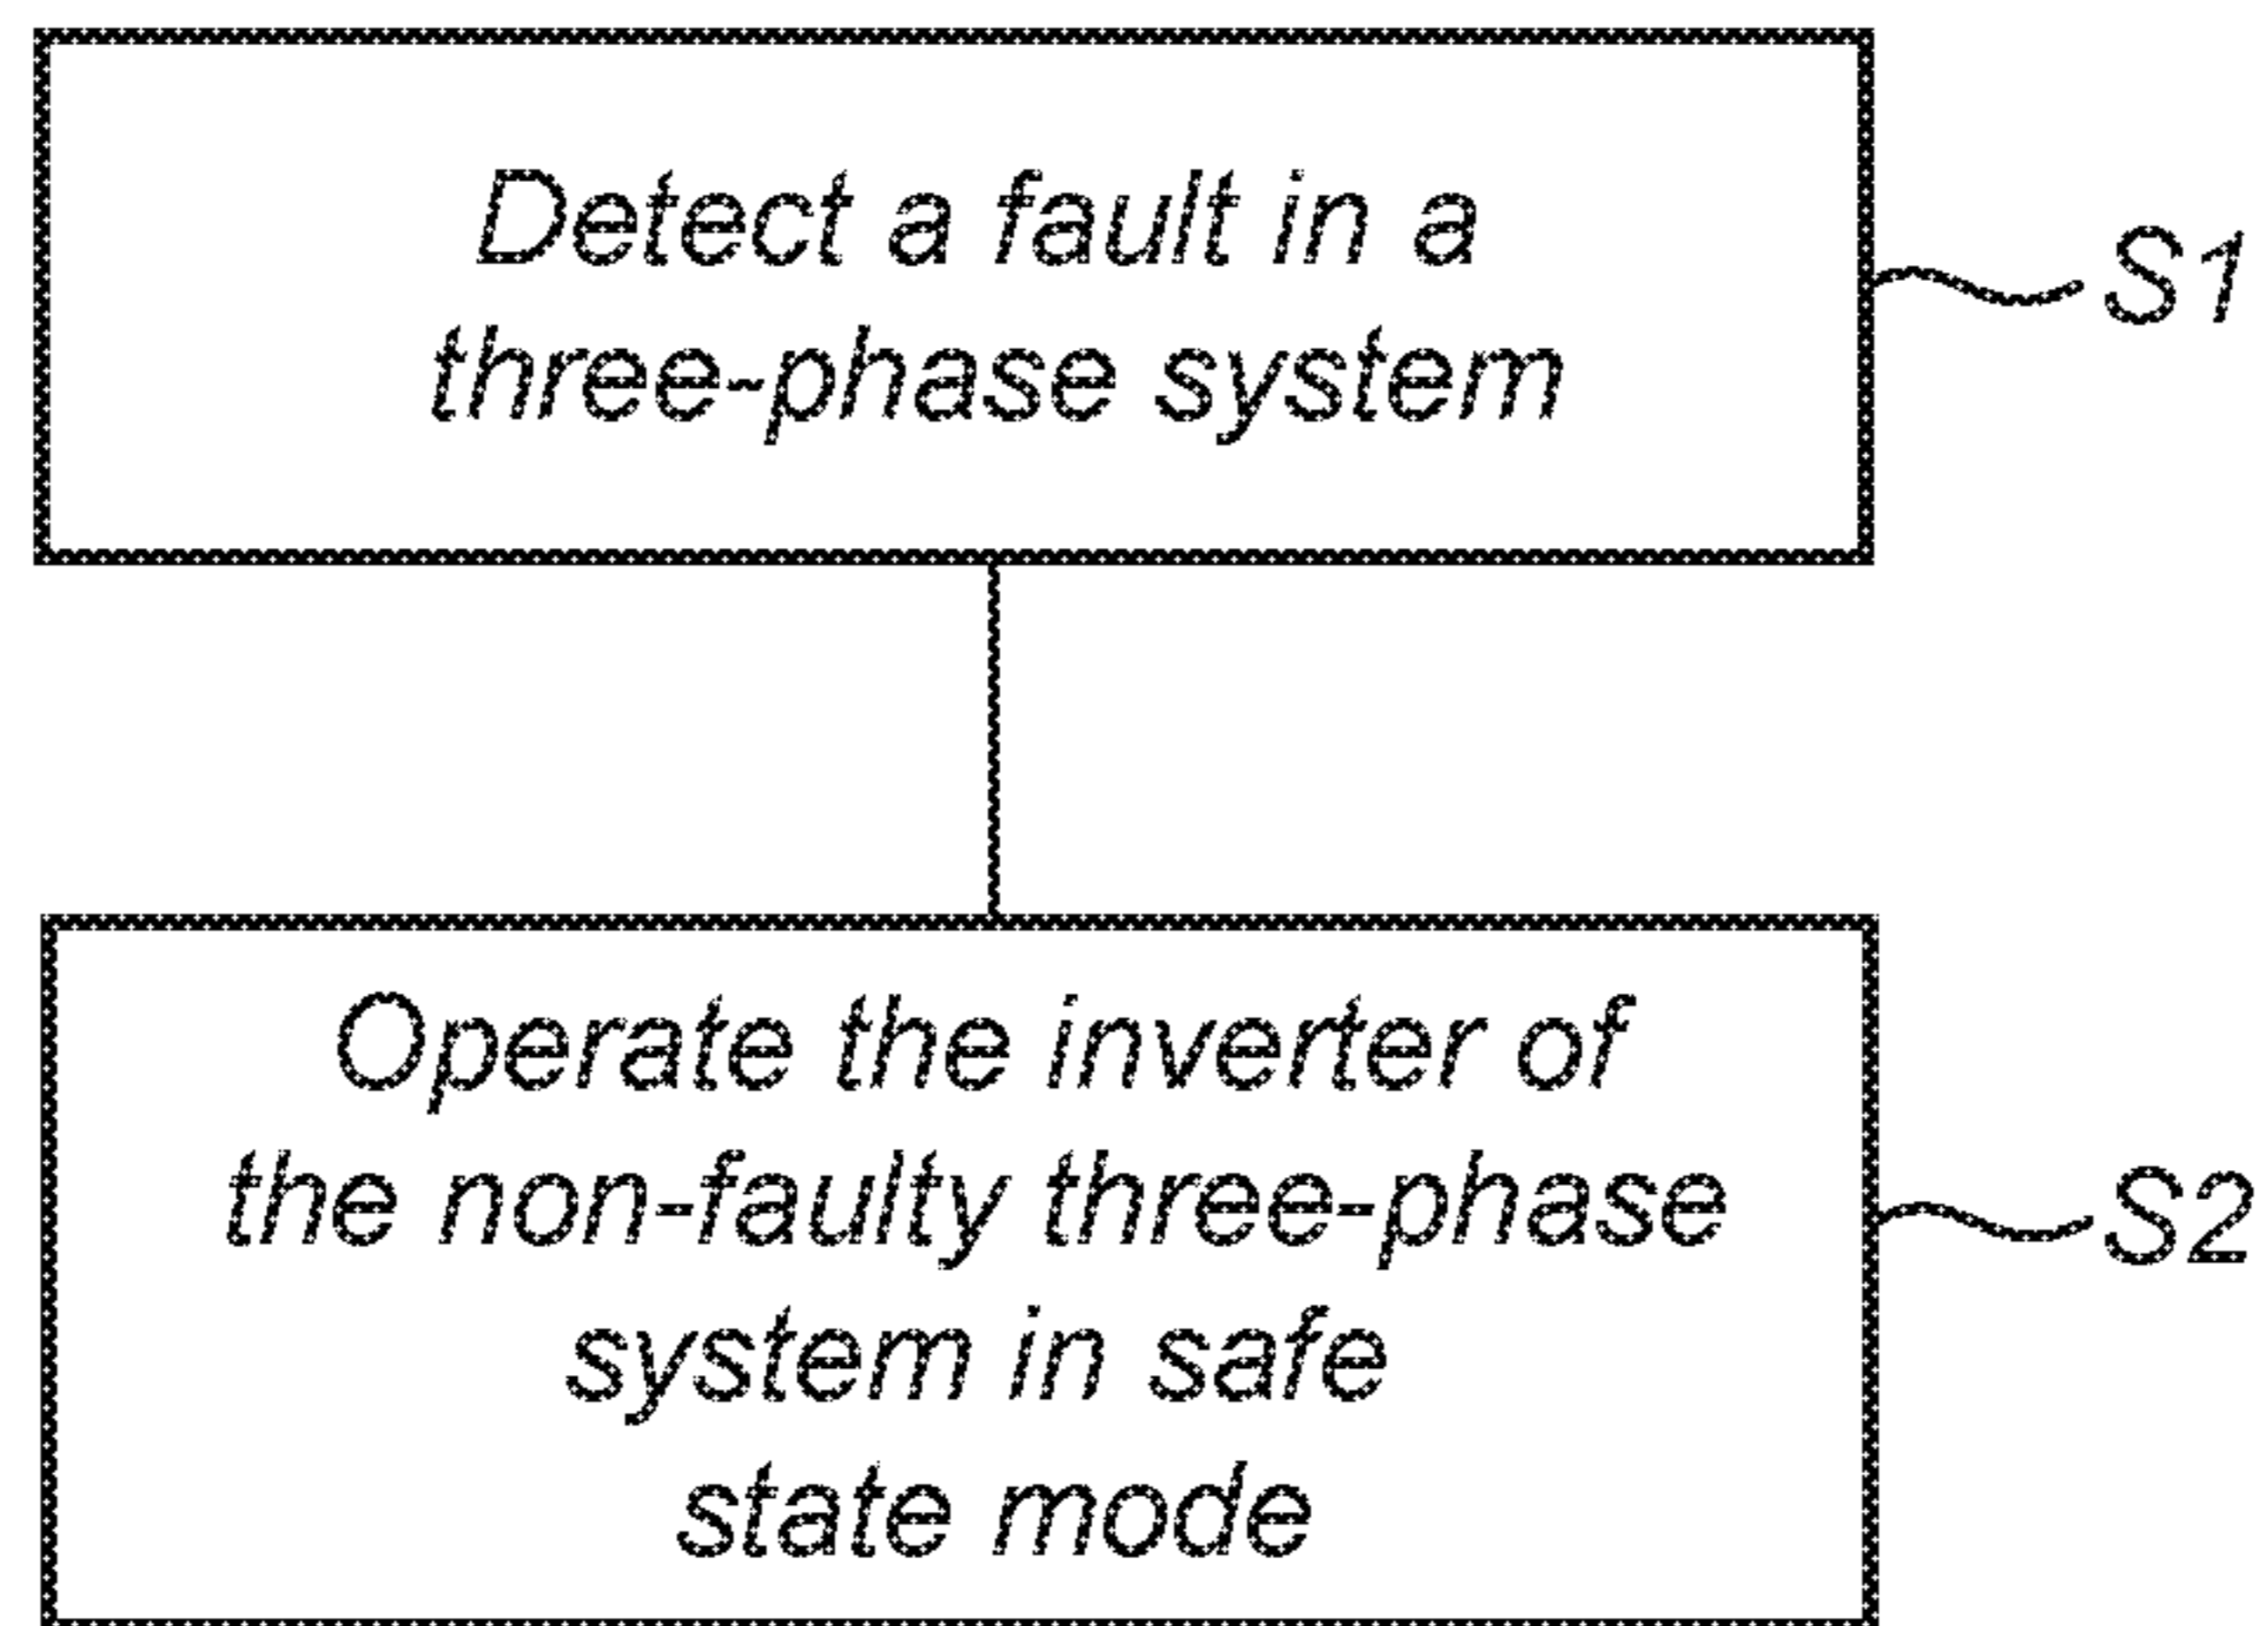 Detect a fault in a
three-phase system
S1
Operate the inverter of
the non-faulty three-phase
system in safe
state mode
S2